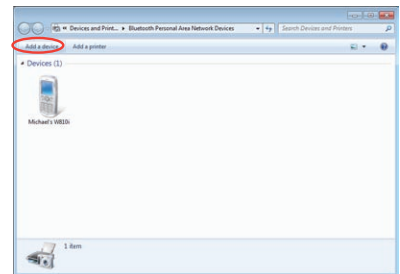 « Devices and Print... ▸ Bluetooth Personal Area Network Devices
Search Devices and Printers
Add a device Add a printer
Devices (1)
Michael's W810i
1 item